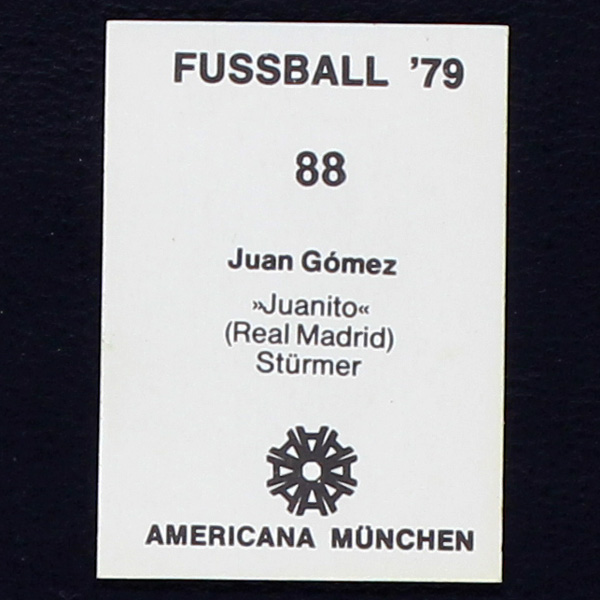 FUSSBALL '79
88
Juan Gómez
»Juanito«
(Real Madrid)
Stürmer
AMERICANA MÜNCHEN